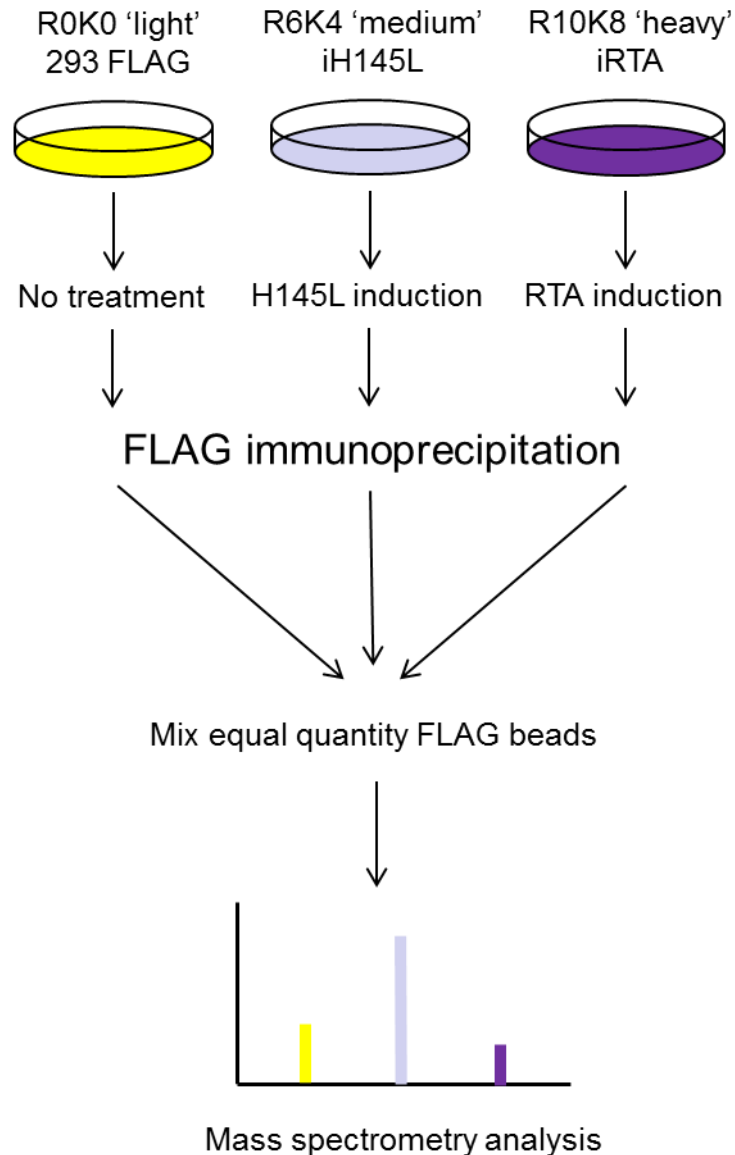 R0K0 ‘light’
293 FLAG
R6K4 ‘medium’
iH145L
R10K8 ‘heavy’
iRTA
No treatment
H145L induction
RTA induction
FLAG immunoprecipitation
Mix equal quantity FLAG beads
Mass spectrometry analysis